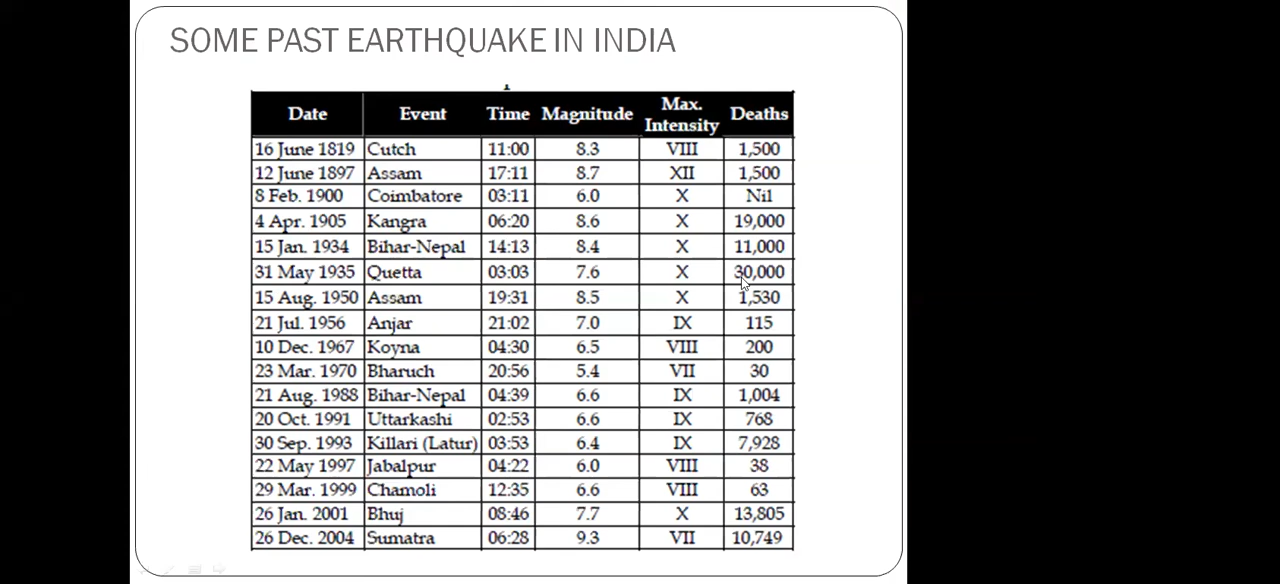 SOME PAST EARTHQUAKE IN INDIA
Date Event Time Magnitude Max. Intensity Deaths
16 June 1819 Cutch 11:00 8.3 VIII 1,500
12 June 1897 Assam 17:11 8.7 XII 1,500
8 Feb. 1900 Coimbatore 03:11 6.0 X Nil
4 Apr. 1905 Kangra 06:20 8.6 X 19,000
15 Jan. 1934 Bihar-Nepal 14:13 8.4 X 11,000
31 May 1935 Quetta 03:03 7.6 X 30,000
15 Aug. 1950 Assam 19:31 8.5 X 1,530
21 Jul. 1956 Anjar 21:02 7.0 IX 115
10 Dec. 1967 Koyna 04:30 6.5 VIII 200
23 Mar. 1970 Bharuch 20:56 5.4 VII 30
21 Aug. 1988 Bihar-Nepal 04:39 6.6 IX 1,004
20 Oct. 1991 Uttarkashi 02:53 6.6 IX 768
30 Sep. 1993 Killari (Latur) 03:53 6.4 IX 7,928
22 May 1997 Jabalpur 04:22 6.0 VIII 38
29 Mar. 1999 Chamoli 12:35 6.6 VIII 63
26 Jan. 2001 Bhuj 08:46 7.7 X 13,805
26 Dec. 2004 Sumatra 06:28 9.3 VII 10,749